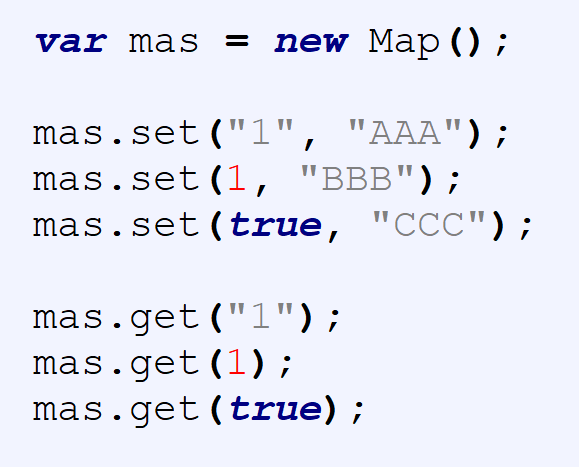 var mas = new Map();
mas.set("1", "AAA");
mas.set(1, "BBB");
mas.set(true, "CCC");
mas.get("1");
mas.get(1);
mas.get(true);